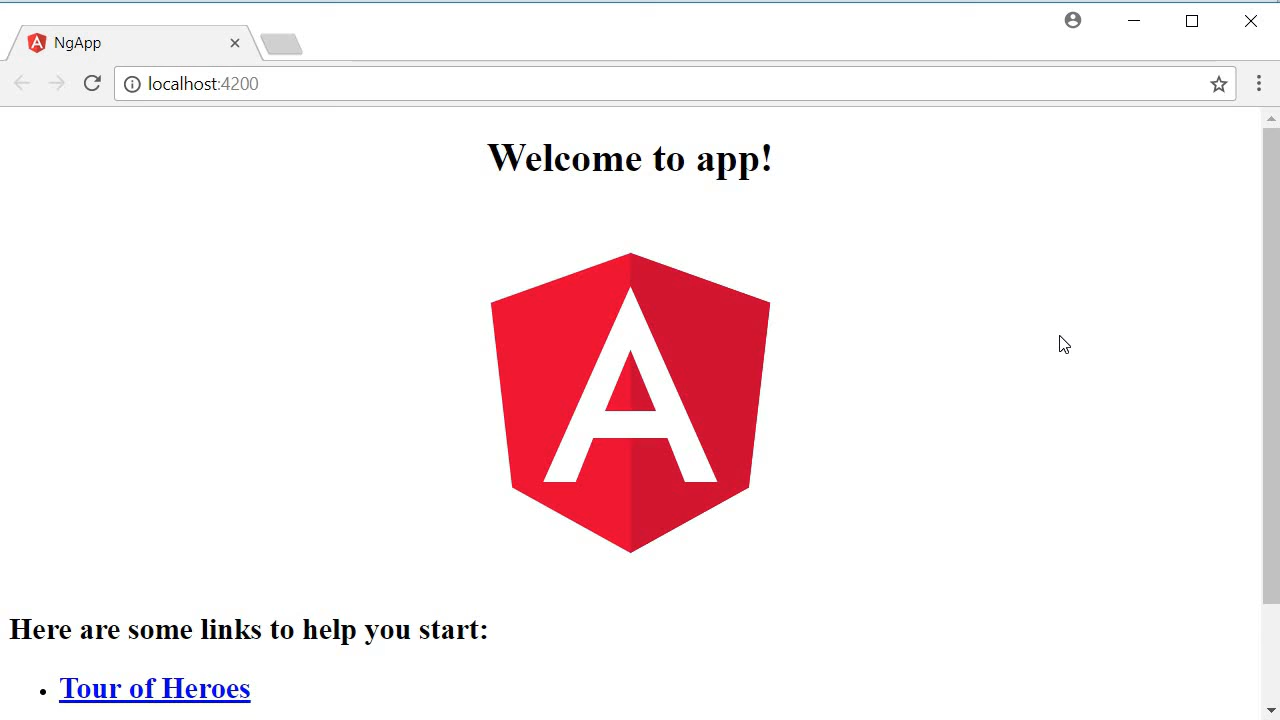 NgApp
localhost:4200
Welcome to app!
A
Here are some links to help you start:
Tour of Heroes